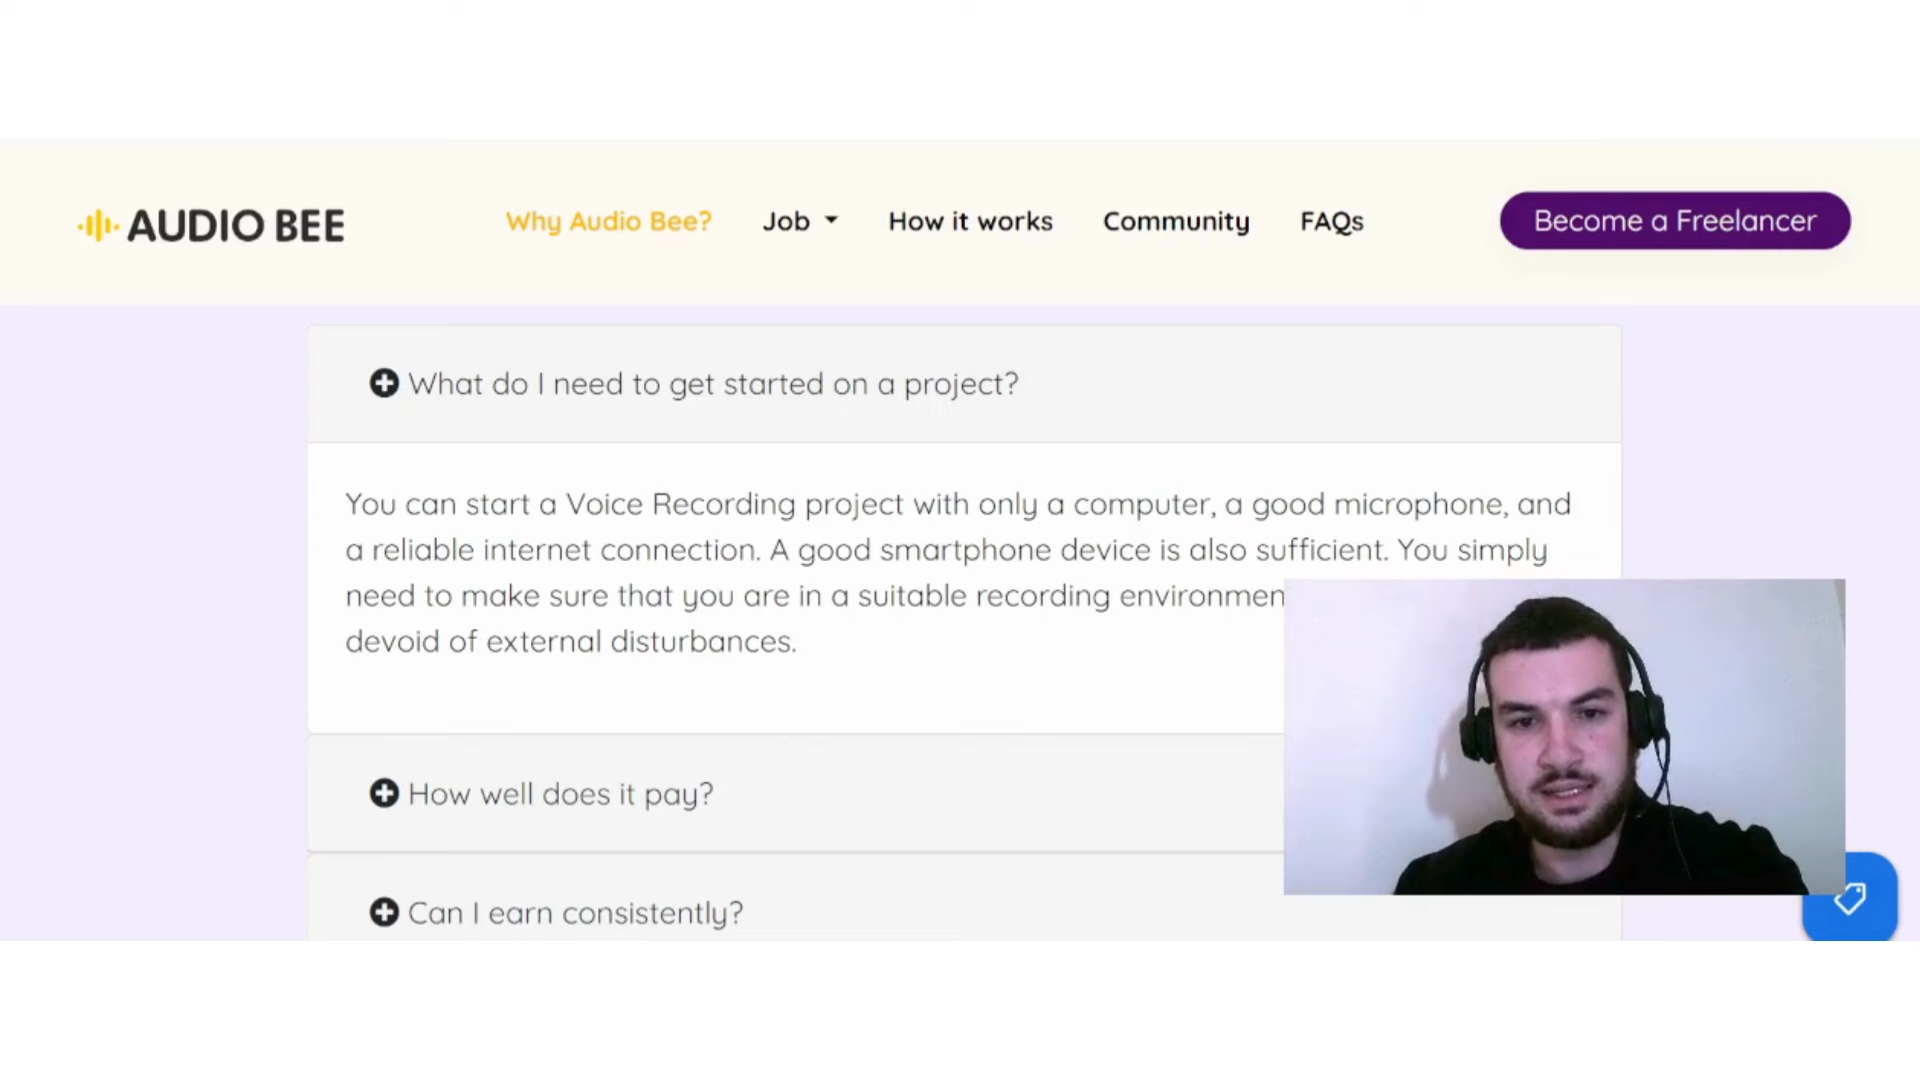 AUDIO BEE
Why Audio Bee?
Job
How it works
Community
FAQs
Become a Freelancer
What do I need to get started on a project?
You can start a Voice Recording project with only a computer, a good microphone, and
a reliable internet connection. A good smartphone device is also sufficient. You simply
need to make sure that you are in a suitable recording environmen
devoid of external disturbances.
How well does it pay?
Can I earn consistently?